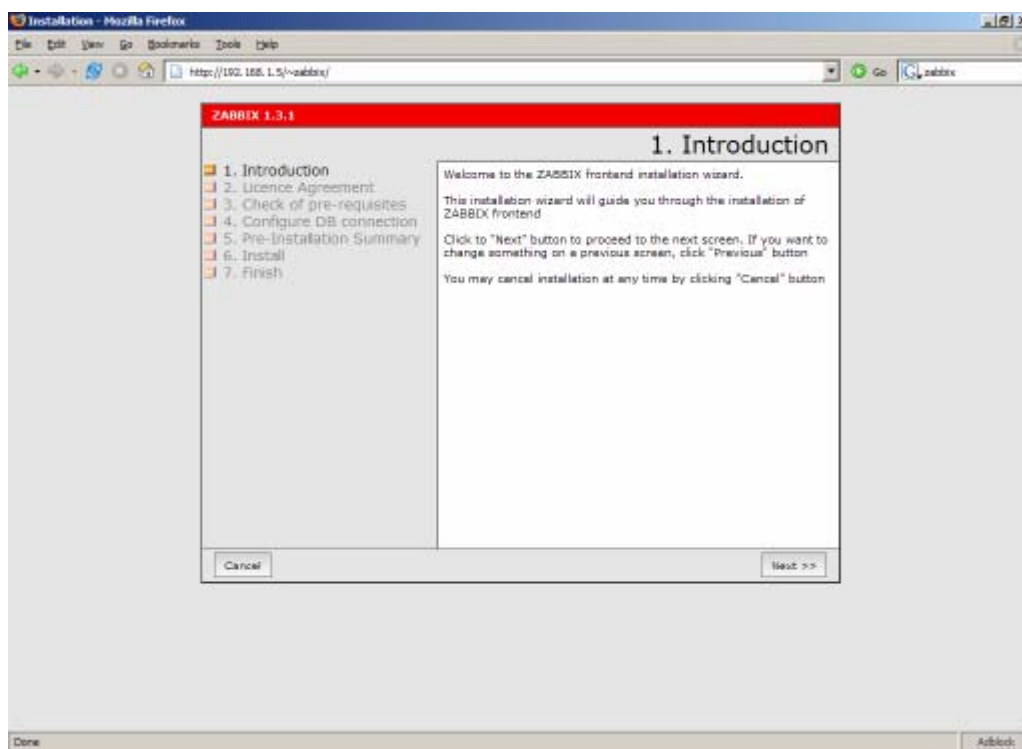 Installation - Mozilla Firefox
File Edit View Go Bookmarks Tools Help
http://192.168.1.5/~zabbix/ Go zabbix
ZABBIX 1.3.1
1. Introduction
1. Introduction
2. Licence Agreement
3. Check of pre-requisites
4. Configure DB connection
5. Pre-Installation Summary
6. Install
7. Finish
Welcome to the ZABBIX frontend installation wizard.
This installation wizard will guide you through the installation of
ZABBIX frontend
Click to "Next" button to proceed to the next screen. If you want to
change something on a previous screen, click "Previous" button
You may cancel installation at any time by clicking "Cancel" button
Cancel Next >>
Done Adblock